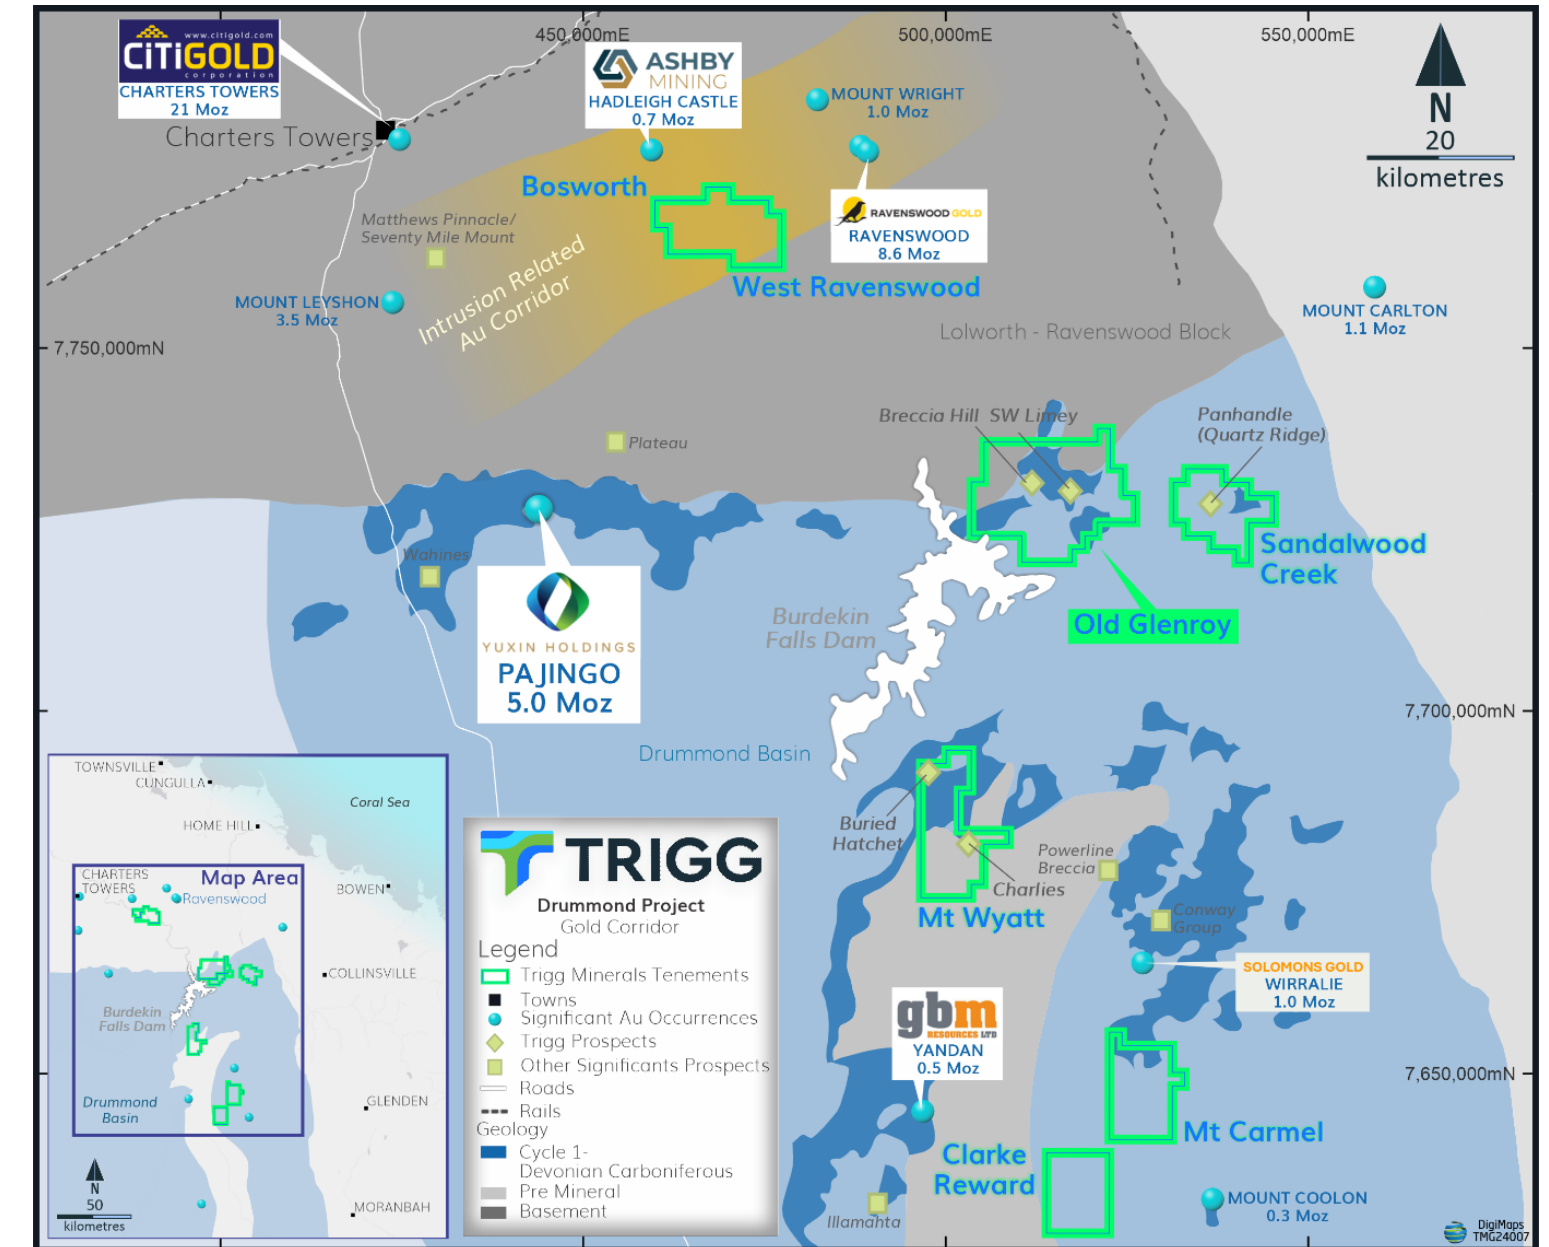 450,000mE
500,000mE
550,000mE
www.citigold.com
CITIGOLD
corporation
CHARTERS TOWERS
21 Moz
Charters Towers
ASHBY
MINING
HADLEIGH CASTLE
0.7 Moz
MOUNT WRIGHT
1.0 Moz
N
20
kilometres
Bosworth
RAVENSWOOD GOLD
RAVENSWOOD
8.6 Moz
Matthews Pinnacle/
Seventy Mile Mount
Intrusion Related
Au Corridor
West Ravenswood
MOUNT LEYSHON
3.5 Moz
MOUNT CARLTON
1.1 Moz
Lolworth - Ravenswood Block
7,750,000mN
Breccia Hill
SW Limey
Panhandle
(Quartz Ridge)
Plateau
Wahines
Sandalwood
Creek
YUXIN HOLDINGS
PAJINGO
5.0 Moz
Burdekin
Falls Dam
Old Glenroy
7,700,000mN
Drummond Basin
Buried
Hatchet
Charlies
Mt Wyatt
Powerline
Breccia
Conway
Group
SOLOMONS GOLD
WIRRALIE
1.0 Moz
gbm
RESOURCES LTD
YANDAN
0.5 Moz
7,650,000mN
Mt Carmel
Clarke
Reward
MOUNT COOLON
0.3 Moz
Illamahta
TOWNSVILLE
CUNGULLA
Coral Sea
HOME HILL
CHARTERS
TOWERS
Map Area
Ravenswood
BOWEN
COLLINSVILLE
Burdekin
Falls Dam
Drummond
Basin
GLENDEN
N
50
kilometres
MORANBAH
TRIGG
Drummond Project
Gold Corridor
Legend
Trigg Minerals Tenements
Towns
Significant Au Occurrences
Trigg Prospects
Other Significants Prospects
Roads
Rails
Geology
Cycle 1-
Devonian Carboniferous
Pre Mineral
Basement
DigiMaps
TMG24007